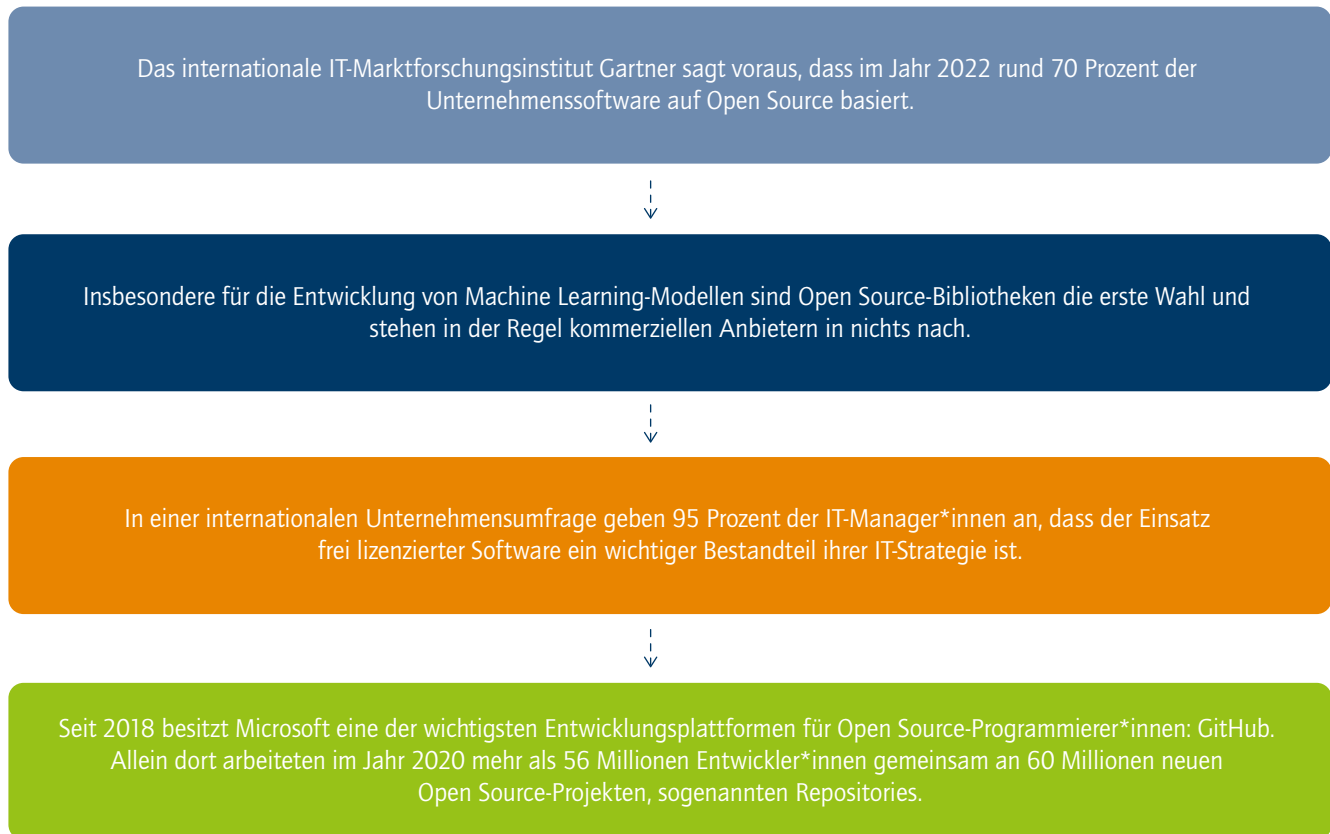 Das internationale IT-Marktforschungsinstitut Gartner sagt voraus, dass im Jahr 2022 rund 70 Prozent der
Unternehmenssoftware auf Open Source basiert.
Insbesondere für die Entwicklung von Machine Learning-Modellen sind Open Source-Bibliotheken die erste Wahl und
stehen in der Regel kommerziellen Anbietern in nichts nach.
In einer internationalen Unternehmensumfrage geben 95 Prozent der IT-Manager*innen an, dass der Einsatz
frei lizenzierter Software ein wichtiger Bestandteil ihrer IT-Strategie ist.
Seit 2018 besitzt Microsoft eine der wichtigsten Entwicklungsplattformen für Open Source-Programmierer*innen: GitHub.
Allein dort arbeiteten im Jahr 2020 mehr als 56 Millionen Entwickler*innen gemeinsam an 60 Millionen neuen
Open Source-Projekten, sogenannten Repositories.